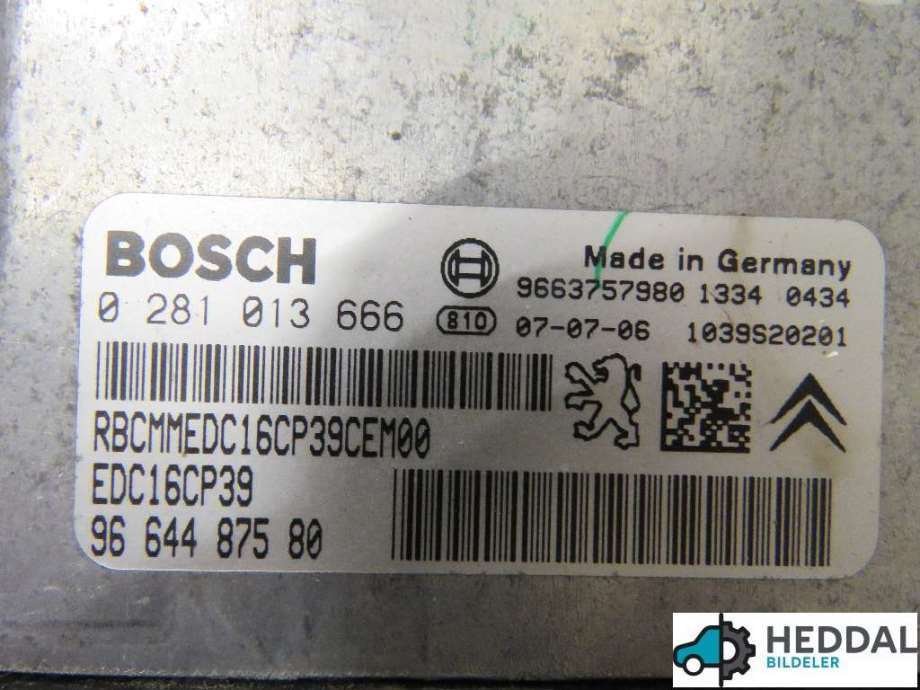 BOSCH
Made in Germany
0 281 013 666
9663757980 1334 0434
810
07-07-06 1039S20201
RBCMMEDC16CP39CEM00
EDC16CP39
96 644 875 80
HEDDAL
BILDELER